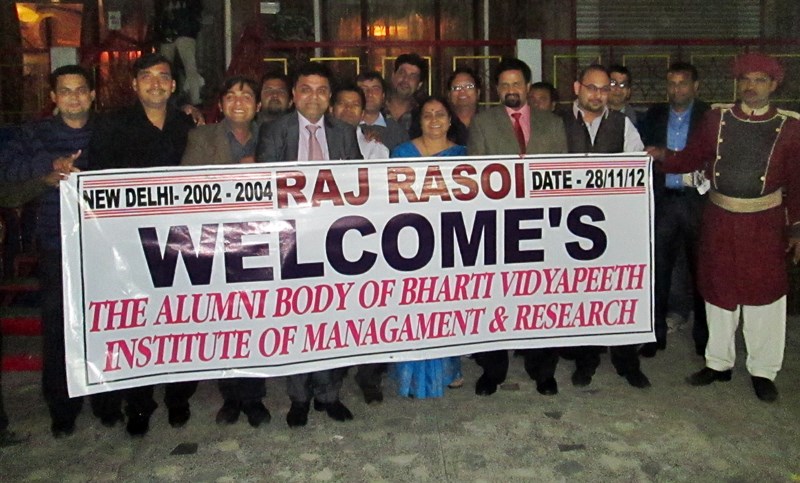 NEW DELHI- 2002 - 2004 RAJ RASOI DATE - 28/11/12
WELCOME'S
THE ALUMNI BODY OF BHARTI VIDYAPEETH
INSTITUTE OF MANAGAMENT & RESEARCH